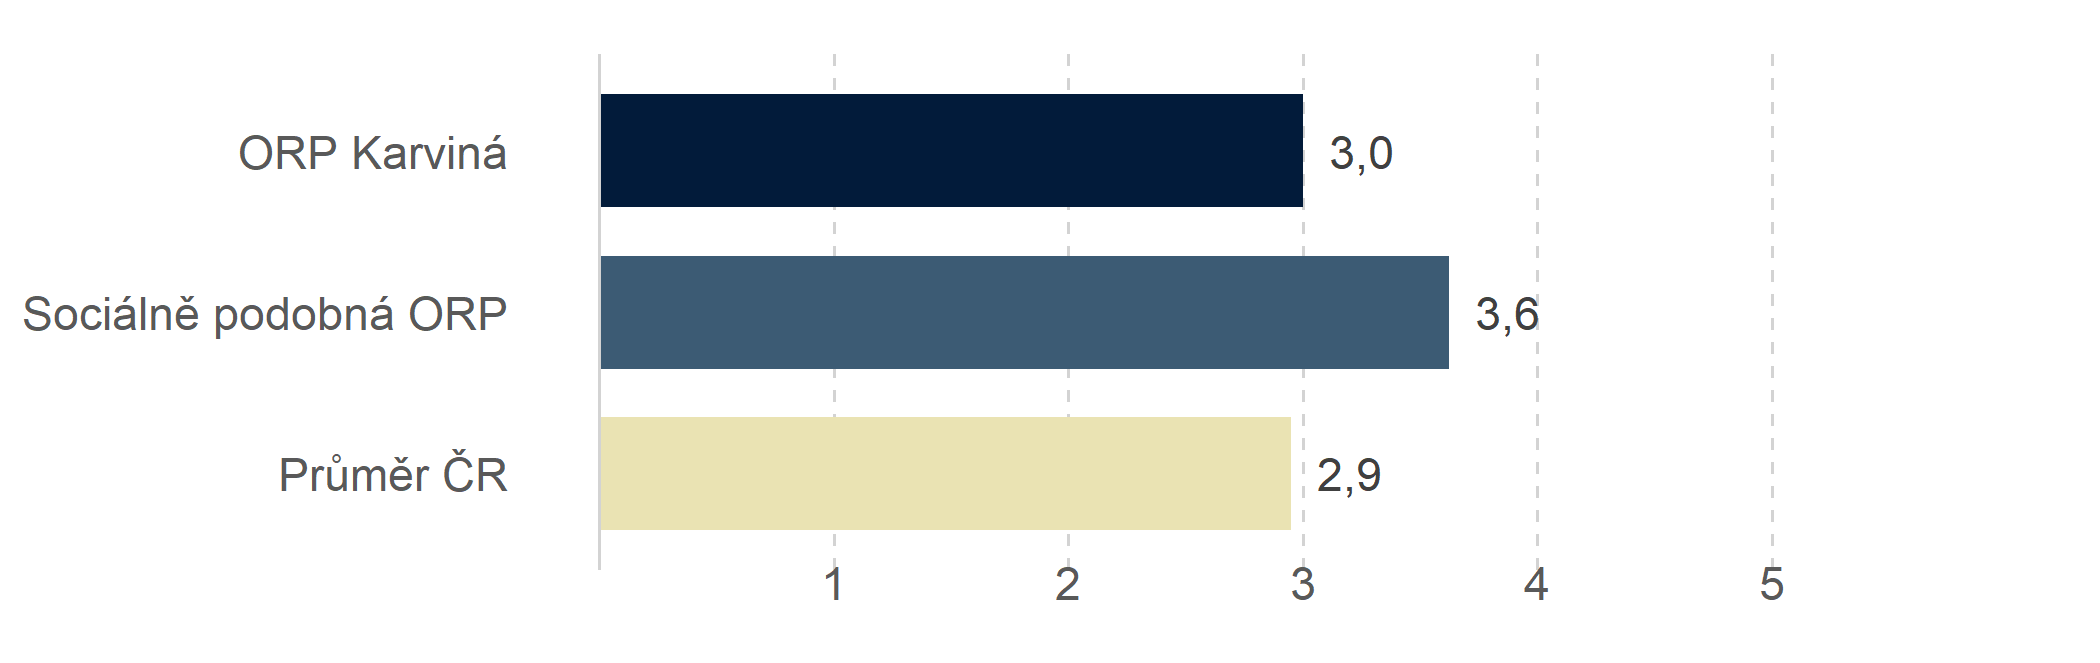 ORP Karviná 3,0
Sociálně podobná ORP 3,6
Průměr ČR 2,9
1 2 3 4 5